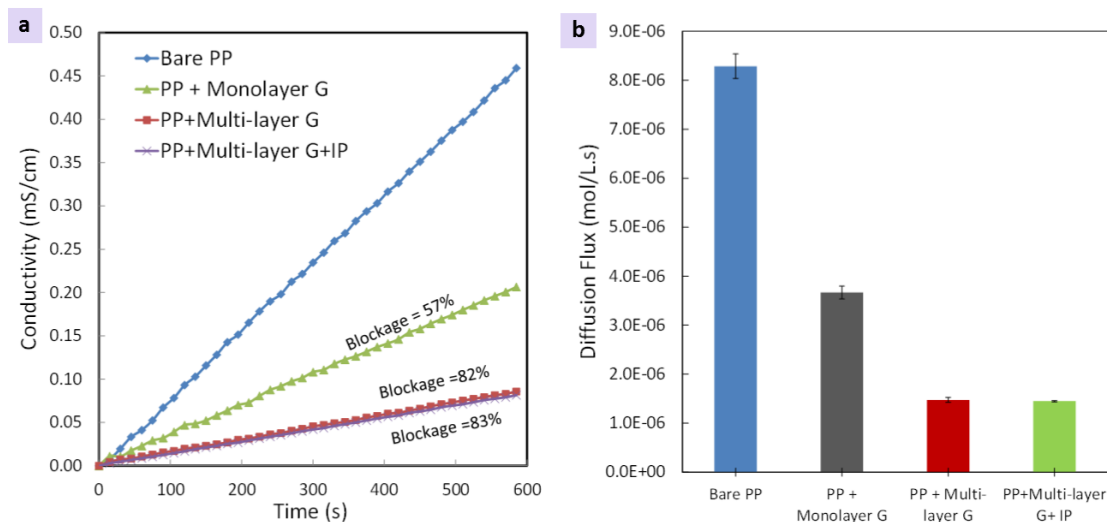 a
0.50
0.45
0.40
0.35
0.30
0.25
0.20
0.15
0.10
0.05
0.00
Conductivity (mS/cm)
Bare PP
PP + Monolayer G
PP+Multi-layer G
PP+Multi-layer G+IP
Blockage = 57%
Blockage =82%
Blockage =83%
0 100 200 300 400 500 600
Time (s)
b
9.0E-06
8.0E-06
7.0E-06
6.0E-06
5.0E-06
4.0E-06
3.0E-06
2.0E-06
1.0E-06
0.0E+00
Diffusion Flux (mol/L.s)
Bare PP
PP +
Monolayer G
PP + Multi-
layer G
PP+Multi-layer
G+ IP